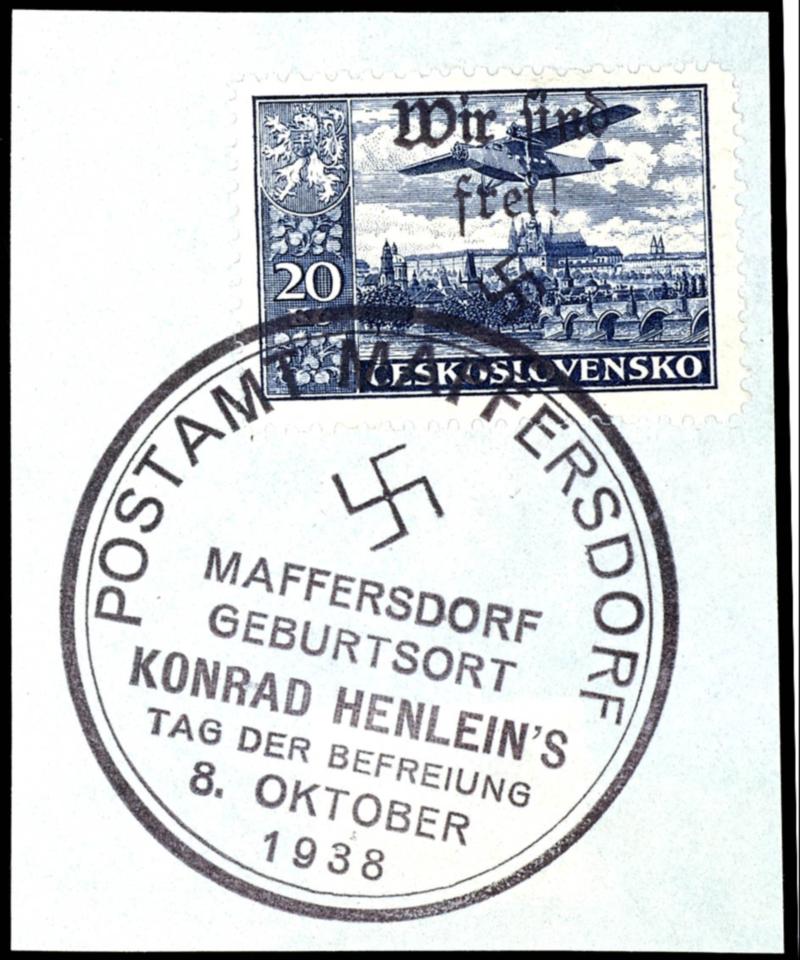 Wir sind
frei!
20
ČESKOSLOVENSKO
POSTAMT MAFFERSDORF
MAFFERSDORF
GEBURTSORT
KONRAD HENLEIN'S
TAG DER BEFREIUNG
8. OKTOBER
1938